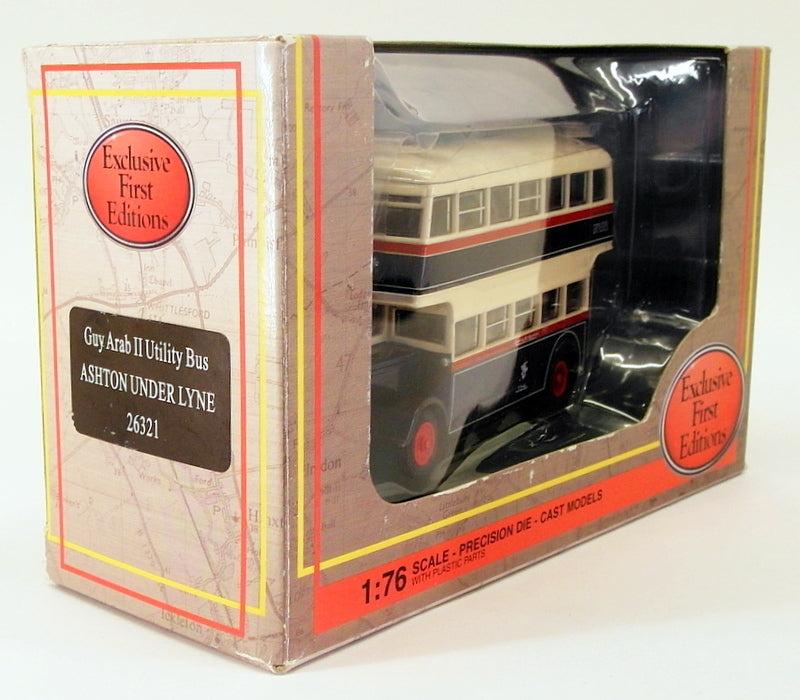 Exclusive
First
Editions
WHITTLESFORD
Guy Arab II Utility Bus
ASHTON UNDER LYNE
26321
Exclusive
First
Editions
1:76 SCALE - PRECISION DIE - CAST MODELS
WITH PLASTIC PARTS